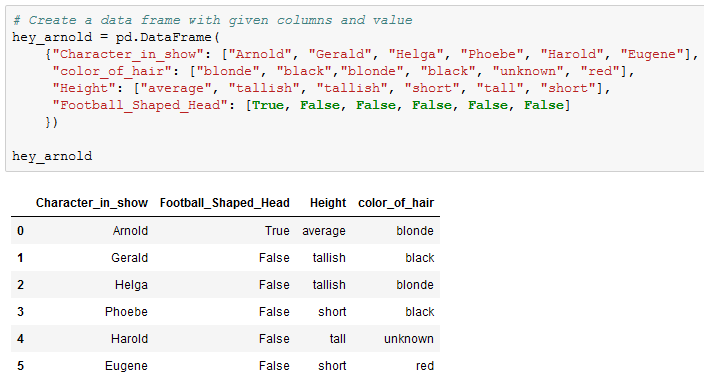 # Create a data frame with given columns and value
hey_arnold = pd.DataFrame(
    {"Character_in_show": ["Arnold", "Gerald", "Helga", "Phoebe", "Harold", "Eugene"],
     "color_of_hair": ["blonde", "black","blonde", "black", "unknown", "red"],
     "Height": ["average", "tallish", "tallish", "short", "tall", "short"],
     "Football_Shaped_Head": [True, False, False, False, False, False]
    })
hey_arnold
Character_in_show Football_Shaped_Head Height color_of_hair
0 Arnold True average blonde
1 Gerald False tallish black
2 Helga False tallish blonde
3 Phoebe False short black
4 Harold False tall unknown
5 Eugene False short red